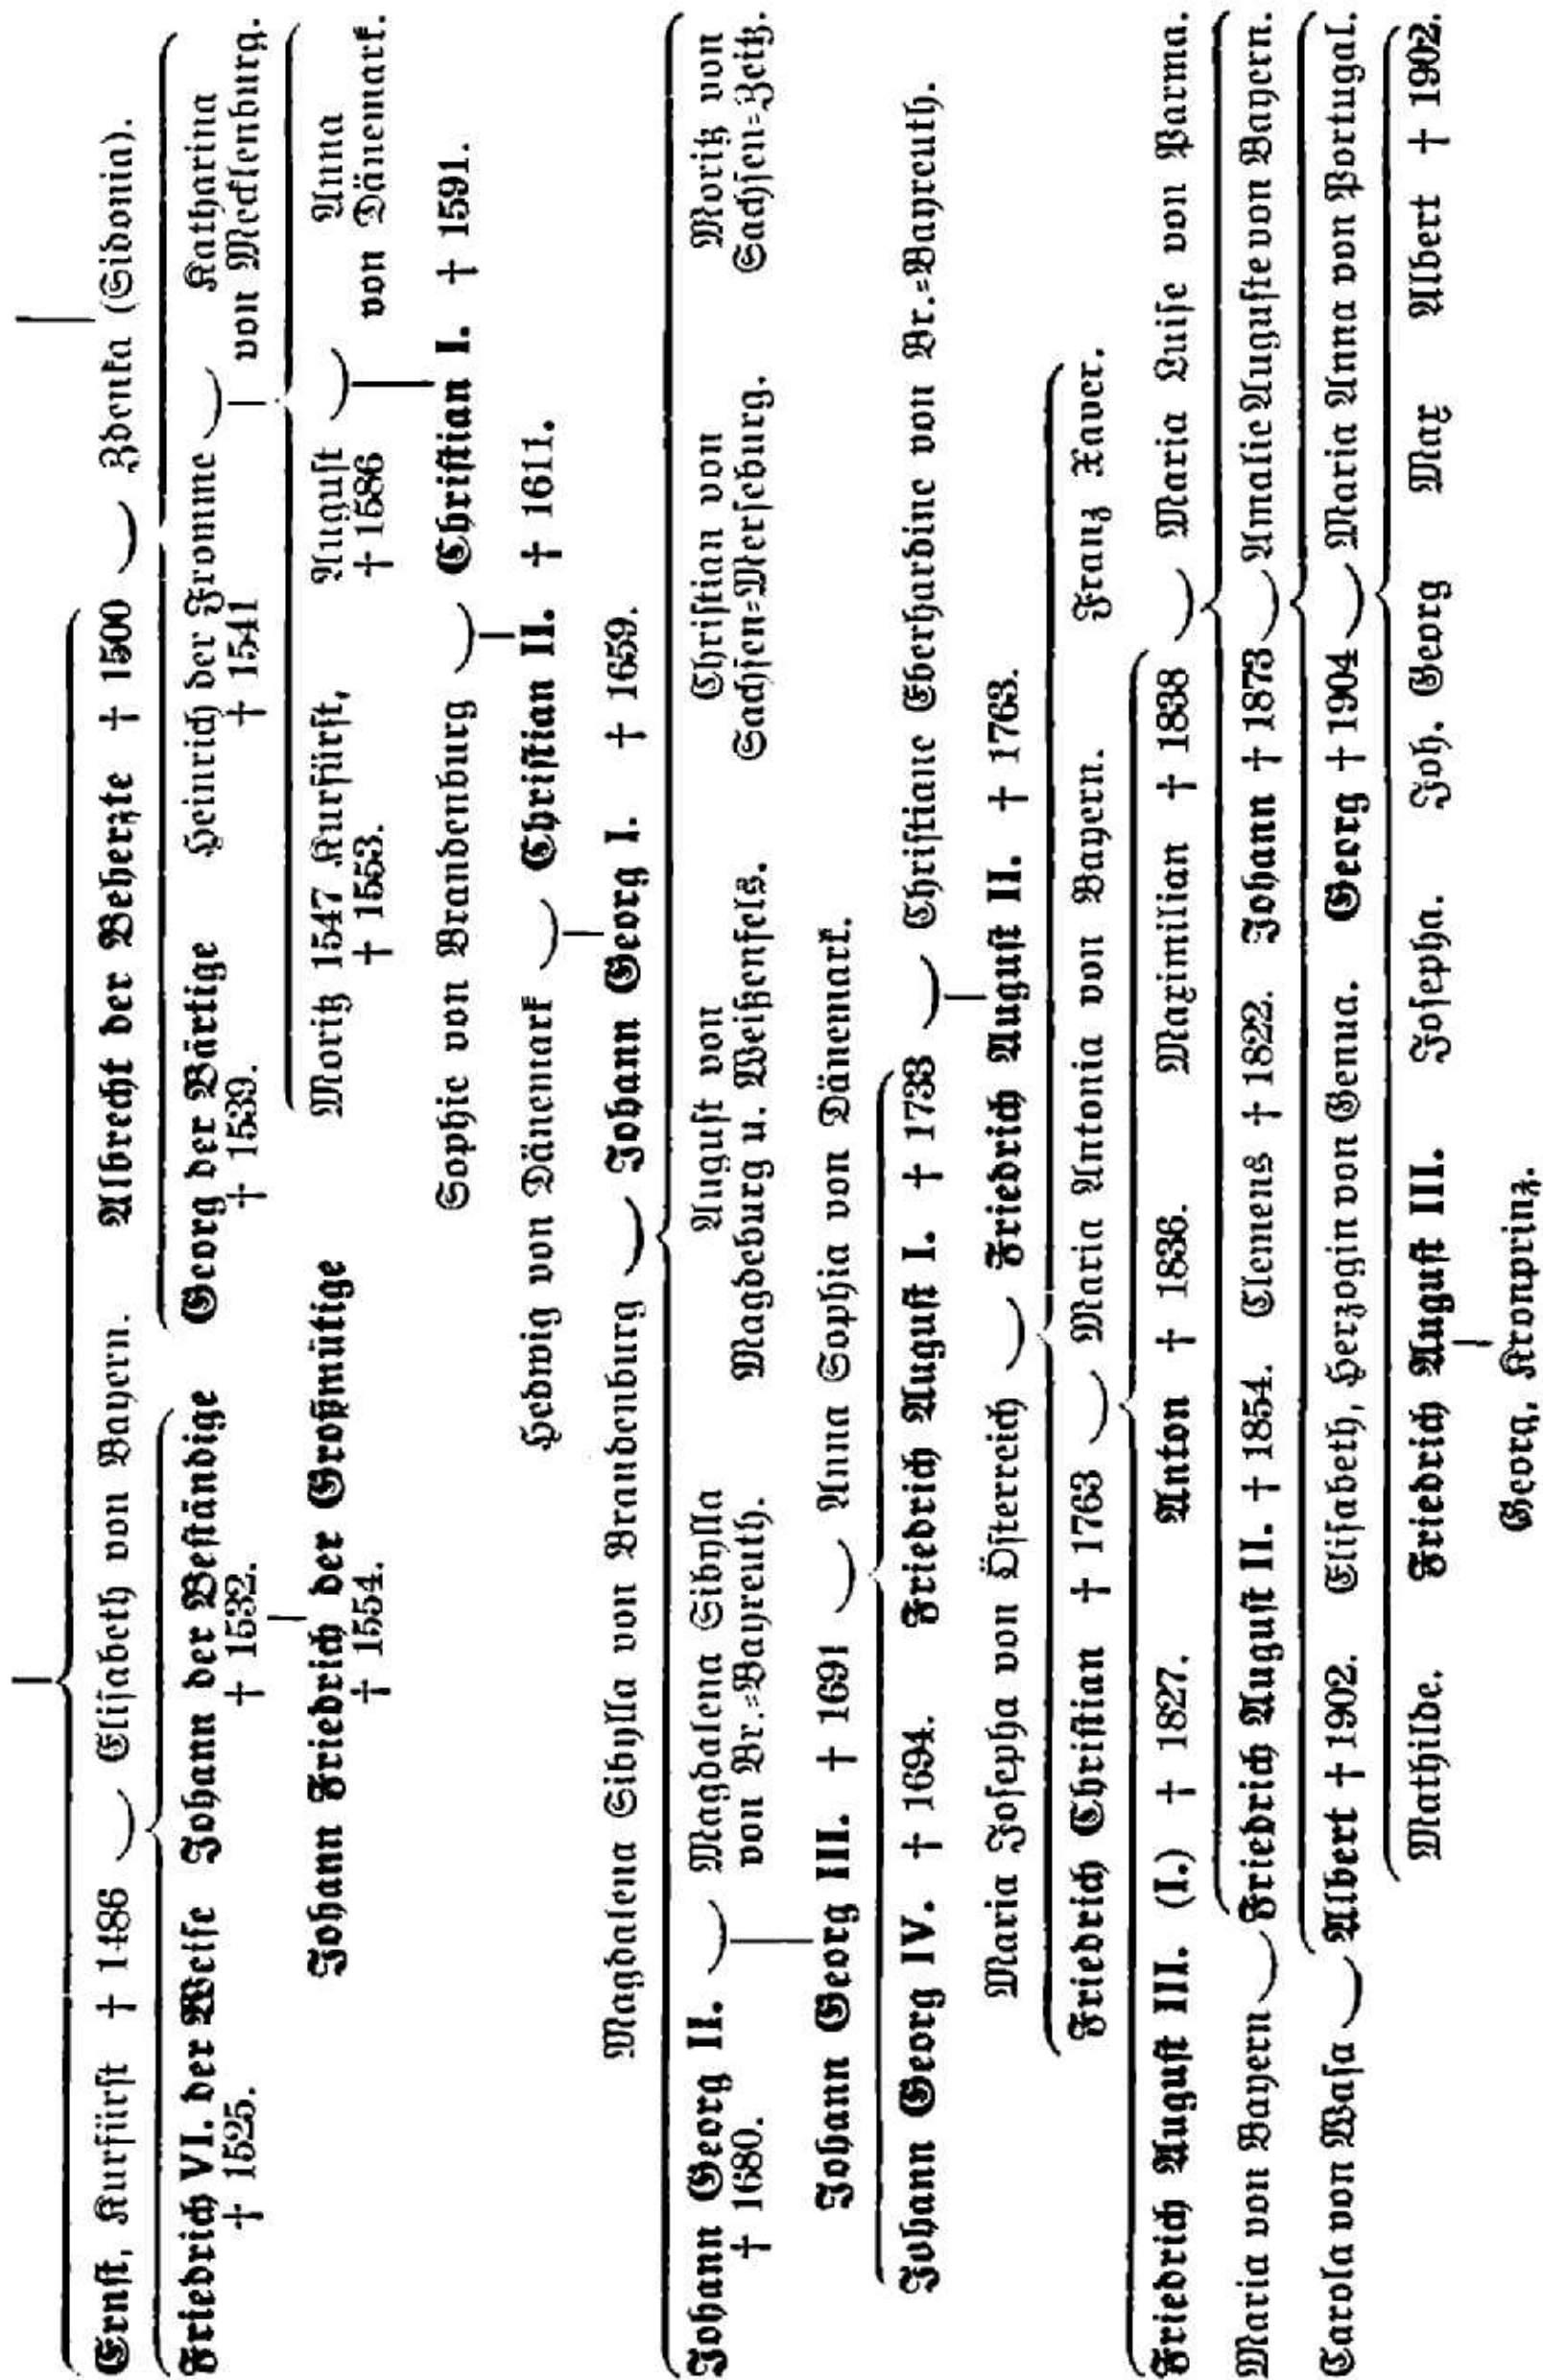 Ernst, Kurfürst † 1486 Elisabeth von Bayern. Albrecht der Beherzte † 1500 Zdenka (Sidonia).
Friedrich VI. der Weise Johann der Beständige Georg der Bärtige Heinrich der Fromme Katharina
† 1525. † 1532. † 1539. † 1541 von Mecklenburg.
Johann Friedrich der Großmütige Moritz 1547 Kurfürst, August Anna
† 1554. † 1553. † 1586 von Dänemark.
Sophie von Brandenburg Christian I. † 1591.
Hedwig von Dänemark Christian II. † 1611.
Magdalena Sibylla von Brandenburg Johann Georg I. † 1659.
Johann Georg II. Magdalena Sibylla August von Christian von Moritz von
† 1680. von Br.=Bayreuth. Magdeburg u. Weißenfels. Sachsen=Merseburg. Sachsen=Zeitz.
Johann Georg III. † 1691 Anna Sophia von Dänemark.
Johann Georg IV. † 1694. Friedrich August I. † 1733 Christiane Eberhardine von Br.=Bayreuth.
Maria Josepha von Österreich Friedrich August II. † 1763.
Friedrich Christian † 1763 Maria Antonia von Bayern. Franz Xaver.
Friedrich August III. (I.) † 1827. Anton † 1836. Maximilian † 1838 Maria Luise von Parma.
Maria von Bayern Friedrich August II. † 1854. Clemens † 1822. Johann † 1873 Amalie Auguste von Bayern.
Carola von Wasa Albert † 1902. Elisabeth, Herzogin von Genua. Georg † 1904 Maria Anna von Portugal.
Mathilde. Friedrich August III. Josepha. Joh. Georg Max Albert † 1902.
Georg, Kronprinz.